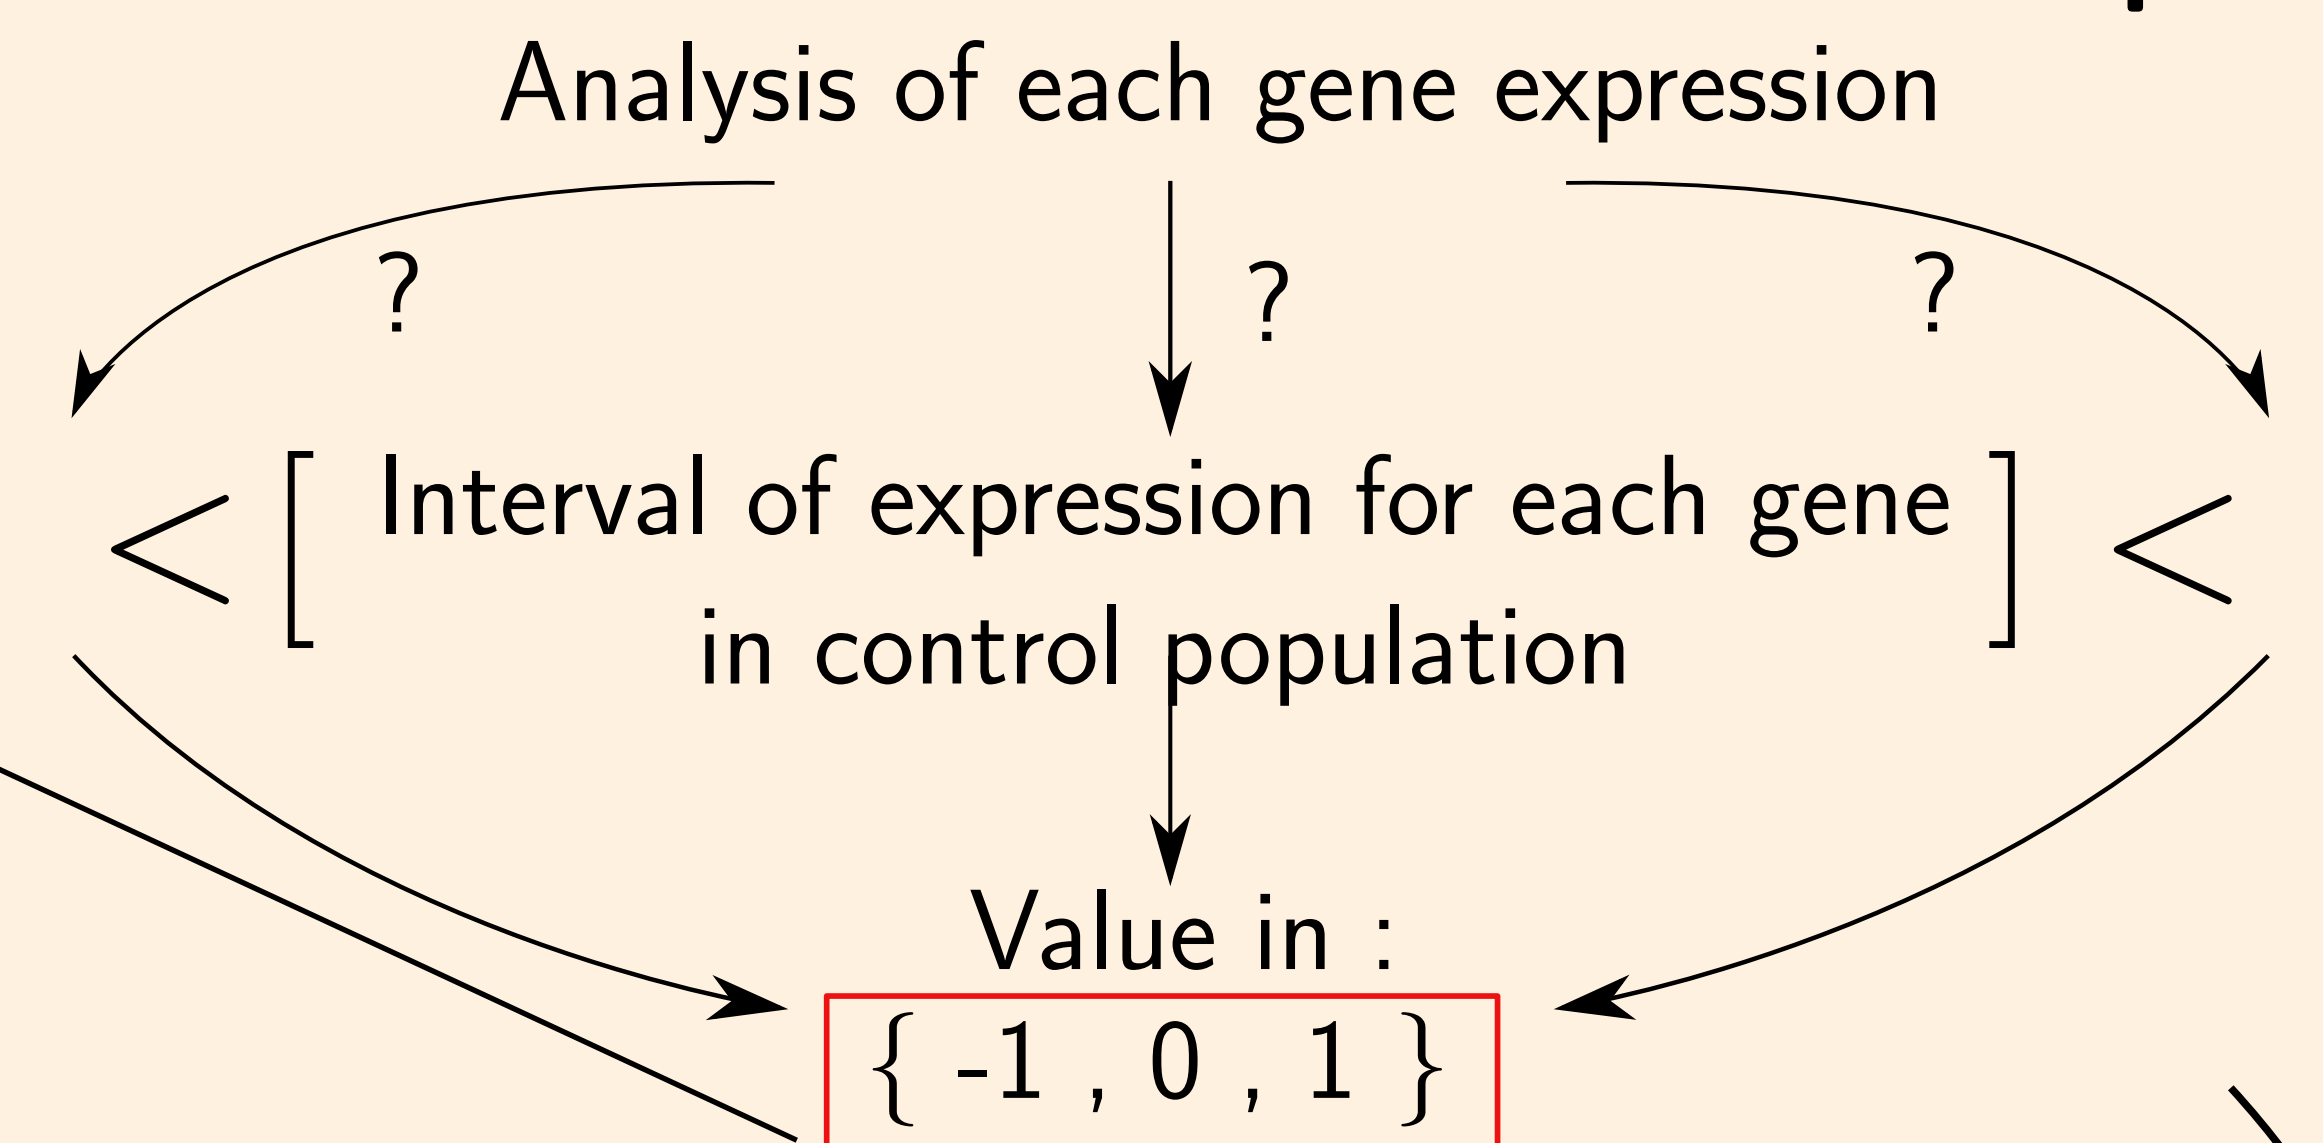 Analysis of each gene expression
? ? ?
< [ Interval of expression for each gene ] <
in control population
Value in :
{ -1 , 0 , 1 }